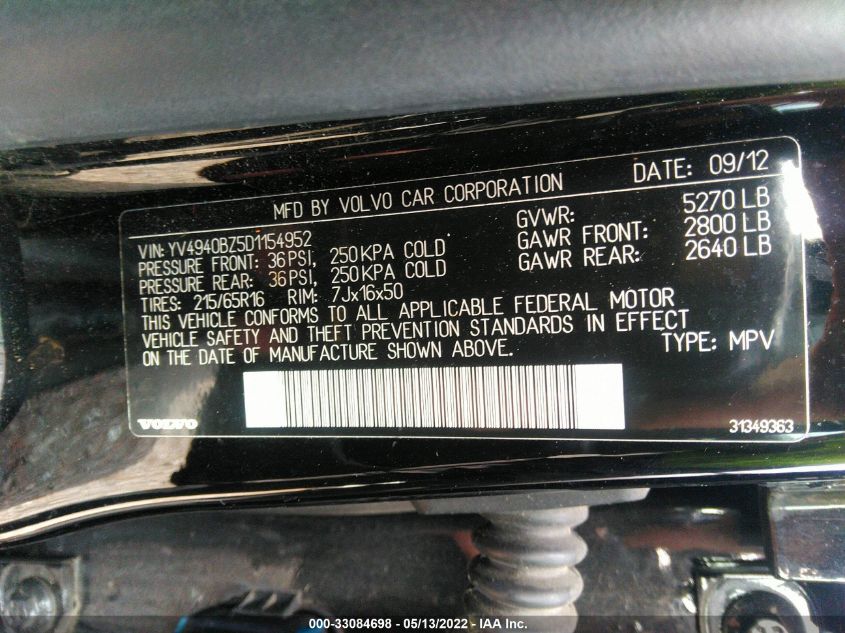 MFD BY VOLVO CAR CORPORATION DATE: 09/12
VIN: YV4940BZ5D1154952 GVWR: 5270 LB
PRESSURE FRONT: 36 PSI, 250 KPA COLD GAWR FRONT: 2800 LB
PRESSURE REAR: 36 PSI, 250 KPA COLD GAWR REAR: 2640 LB
TIRES: 215/65R16 RIM: 7Jx16x50
THIS VEHICLE CONFORMS TO ALL APPLICABLE FEDERAL MOTOR
VEHICLE SAFETY AND THEFT PREVENTION STANDARDS IN EFFECT
ON THE DATE OF MANUFACTURE SHOWN ABOVE. TYPE: MPV
VOLVO 31349363
000-33084698 - 05/13/2022 - IAA Inc.